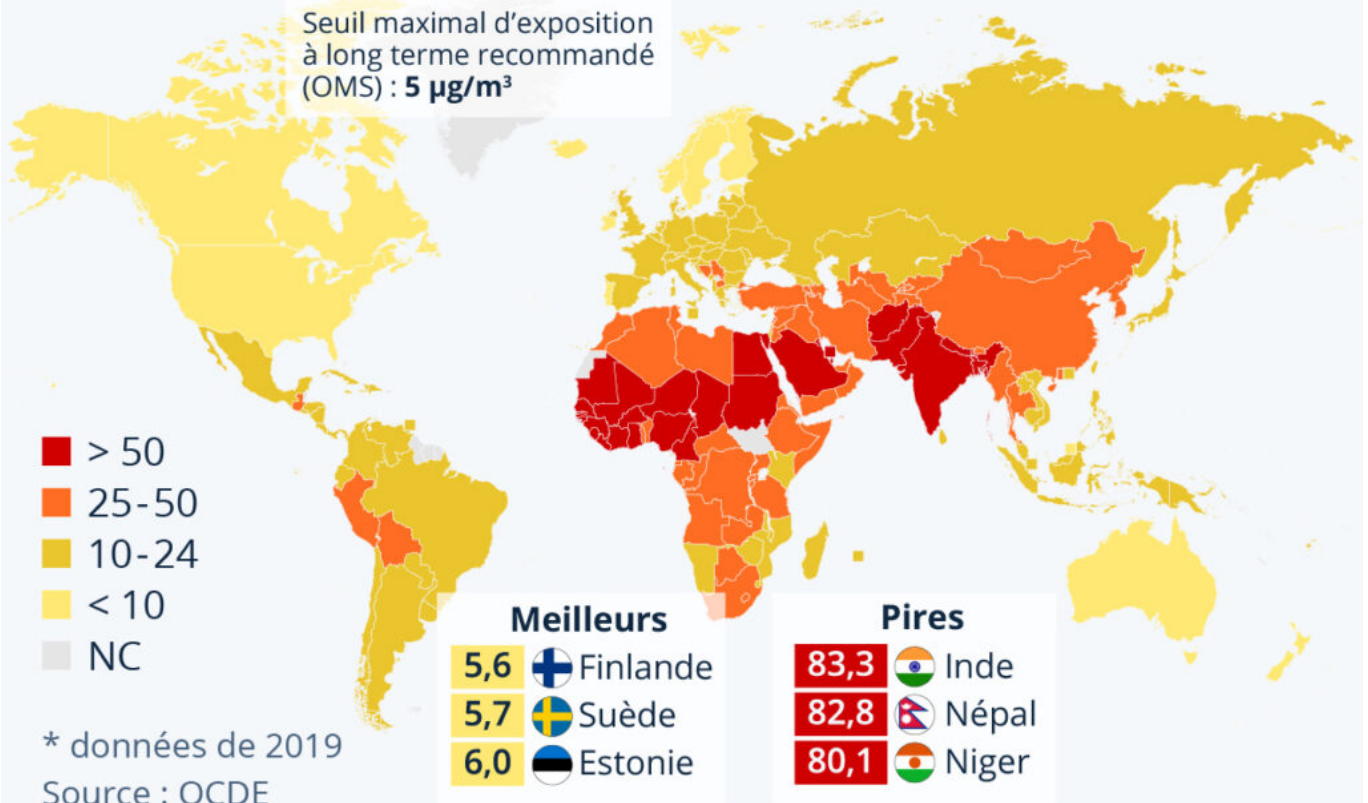 Seuil maximal d’exposition
à long terme recommandé
(OMS) : 5 µg/m³
> 50
25-50
10-24
< 10
NC
Meilleurs
5,6 Finlande
5,7 Suède
6,0 Estonie
Pires
83,3 Inde
82,8 Népal
80,1 Niger
* données de 2019
Source : OCDE